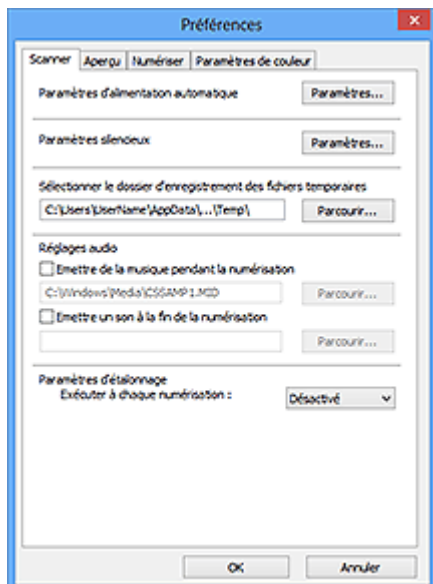 Préférences
Scanner Aperçu Numériser Paramètres de couleur
Paramètres d'alimentation automatique Paramètres...
Paramètres silencieux Paramètres...
Sélectionner le dossier d'enregistrement des fichiers temporaires
C:\Users\UserName\AppData\...\Temp\ Parcourir...
Réglages audio
Emettre de la musique pendant la numérisation
C:\Windows\Media\CSSAMP1.MID Parcourir...
Emettre un son à la fin de la numérisation
Parcourir...
Paramètres d'étalonnage
Exécuter à chaque numérisation : Désactivé
OK Annuler